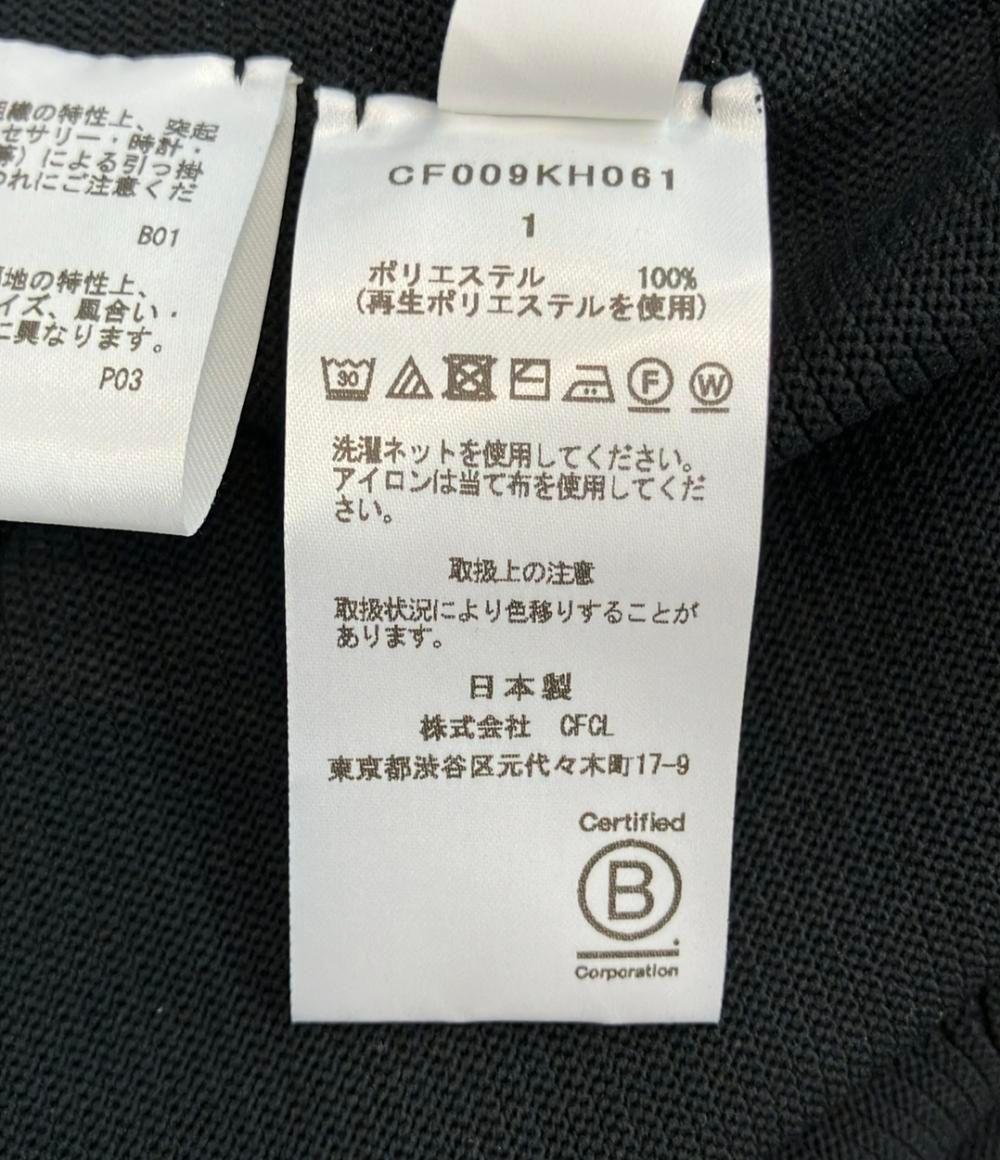 組織の特性上、突起
セサリー・時計・
等)による引っ掛
われにご注意くだ
B01
地の特性上、
イズ、風合い・
に異なります。
P03
CF009KH061
1
ポリエステル 100%
(再生ポリエステルを使用)
30
F W
洗濯ネットを使用してください。
アイロンは当て布を使用してくだ
さい。
取扱上の注意
取扱状況により色移りすることが
あります。
日本製
株式会社 CFCL
東京都渋谷区元代々木町17-9
Certified
B
Corporation